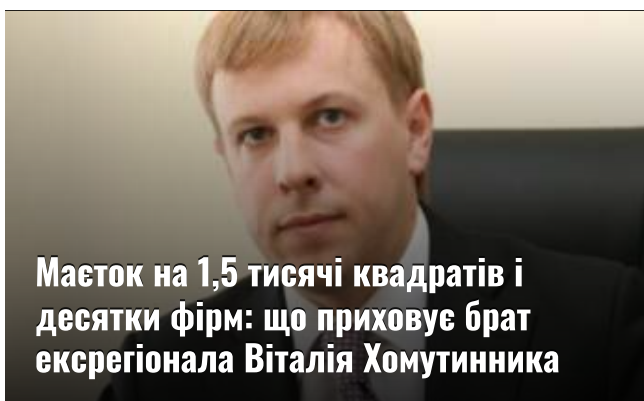 Маєток на 1,5 тисячі квадратів і
десятки фірм: що приховує брат
ексрегіонала Віталія Хомутинника